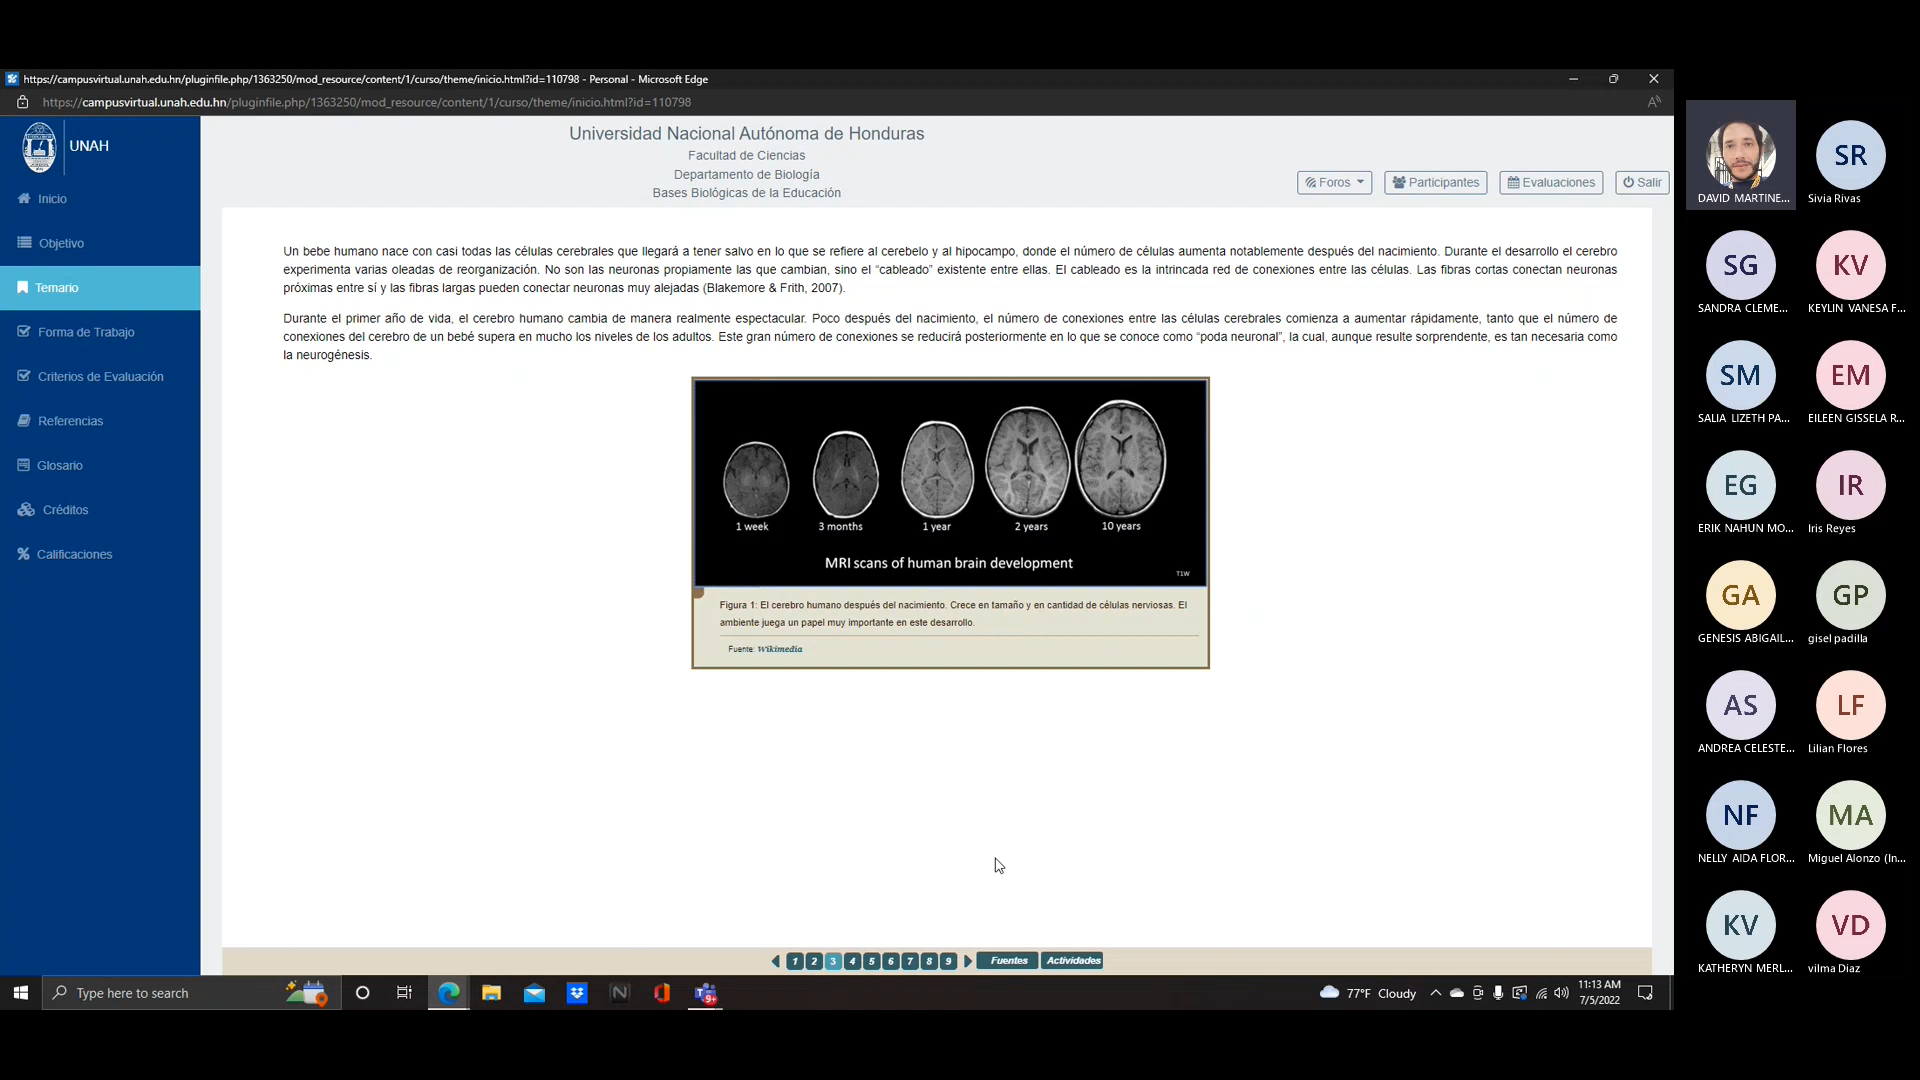 https://campusvirtual.unah.edu.hn/pluginfile.php/1363250/mod_resource/content/1/curso/theme/inicio.html?id=110798 - Personal - Microsoft Edge
https://campusvirtual.unah.edu.hn/pluginfile.php/1363250/mod_resource/content/1/curso/theme/inicio.html?id=110798
UNAH
Inicio
Objetivo
Temario
Forma de Trabajo
Criterios de Evaluación
Referencias
Glosario
Créditos
Calificaciones
Universidad Nacional Autónoma de Honduras
Facultad de Ciencias
Departamento de Biología
Bases Biológicas de la Educación
Foros
Participantes
Evaluaciones
Salir
Un bebe humano nace con casi todas las células cerebrales que llegará a tener salvo en lo que se refiere al cerebelo y al hipocampo, donde el número de células aumenta notablemente después del nacimiento. Durante el desarrollo el cerebro
experimenta varias oleadas de reorganización. No son las neuronas propiamente las que cambian, sino el “cableado” existente entre ellas. El cableado es la intrincada red de conexiones entre las células. Las fibras cortas conectan neuronas
próximas entre sí y las fibras largas pueden conectar neuronas muy alejadas (Blakemore & Frith, 2007).
Durante el primer año de vida, el cerebro humano cambia de manera realmente espectacular. Poco después del nacimiento, el número de conexiones entre las células cerebrales comienza a aumentar rápidamente, tanto que el número de
conexiones del cerebro de un bebé supera en mucho los niveles de los adultos. Este gran número de conexiones se reducirá posteriormente en lo que se conoce como “poda neuronal”, la cual, aunque resulte sorprendente, es tan necesaria como
la neurogénesis.
1 week 3 months 1 year 2 years 10 years
MRI scans of human brain development
T1W
Figura 1: El cerebro humano después del nacimiento. Crece en tamaño y en cantidad de células nerviosas. El
ambiente juega un papel muy importante en este desarrollo.
Fuente: Wikimedia
1 2 3 4 5 6 7 8 9 Fuentes Actividades
Type here to search
9+
77°F Cloudy
11:13 AM
7/5/2022
DAVID MARTINE...
SR
Sivia Rivas
SG
SANDRA CLEME...
KV
KEYLIN VANESA F...
SM
SALIA LIZETH PA...
EM
EILEEN GISSELA R...
EG
ERIK NAHUN MO...
IR
Iris Reyes
GA
GENESIS ABIGAIL...
GP
gisel padilla
AS
ANDREA CELESTE...
LF
Lilian Flores
NF
NELLY AIDA FLOR...
MA
Miguel Alonzo (In...
KV
KATHERYN MERL...
VD
vilma Diaz